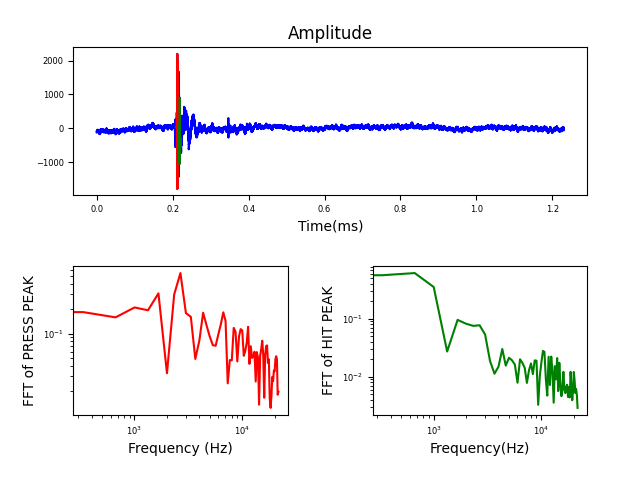 Amplitude
2000
1000
0
−1000
0.0 0.2 0.4 0.6 0.8 1.0 1.2
Time(ms)
FFT of PRESS PEAK
10⁻¹
10³ 10⁴
Frequency (Hz)
FFT of HIT PEAK
10⁻¹
10⁻²
10³ 10⁴
Frequency(Hz)